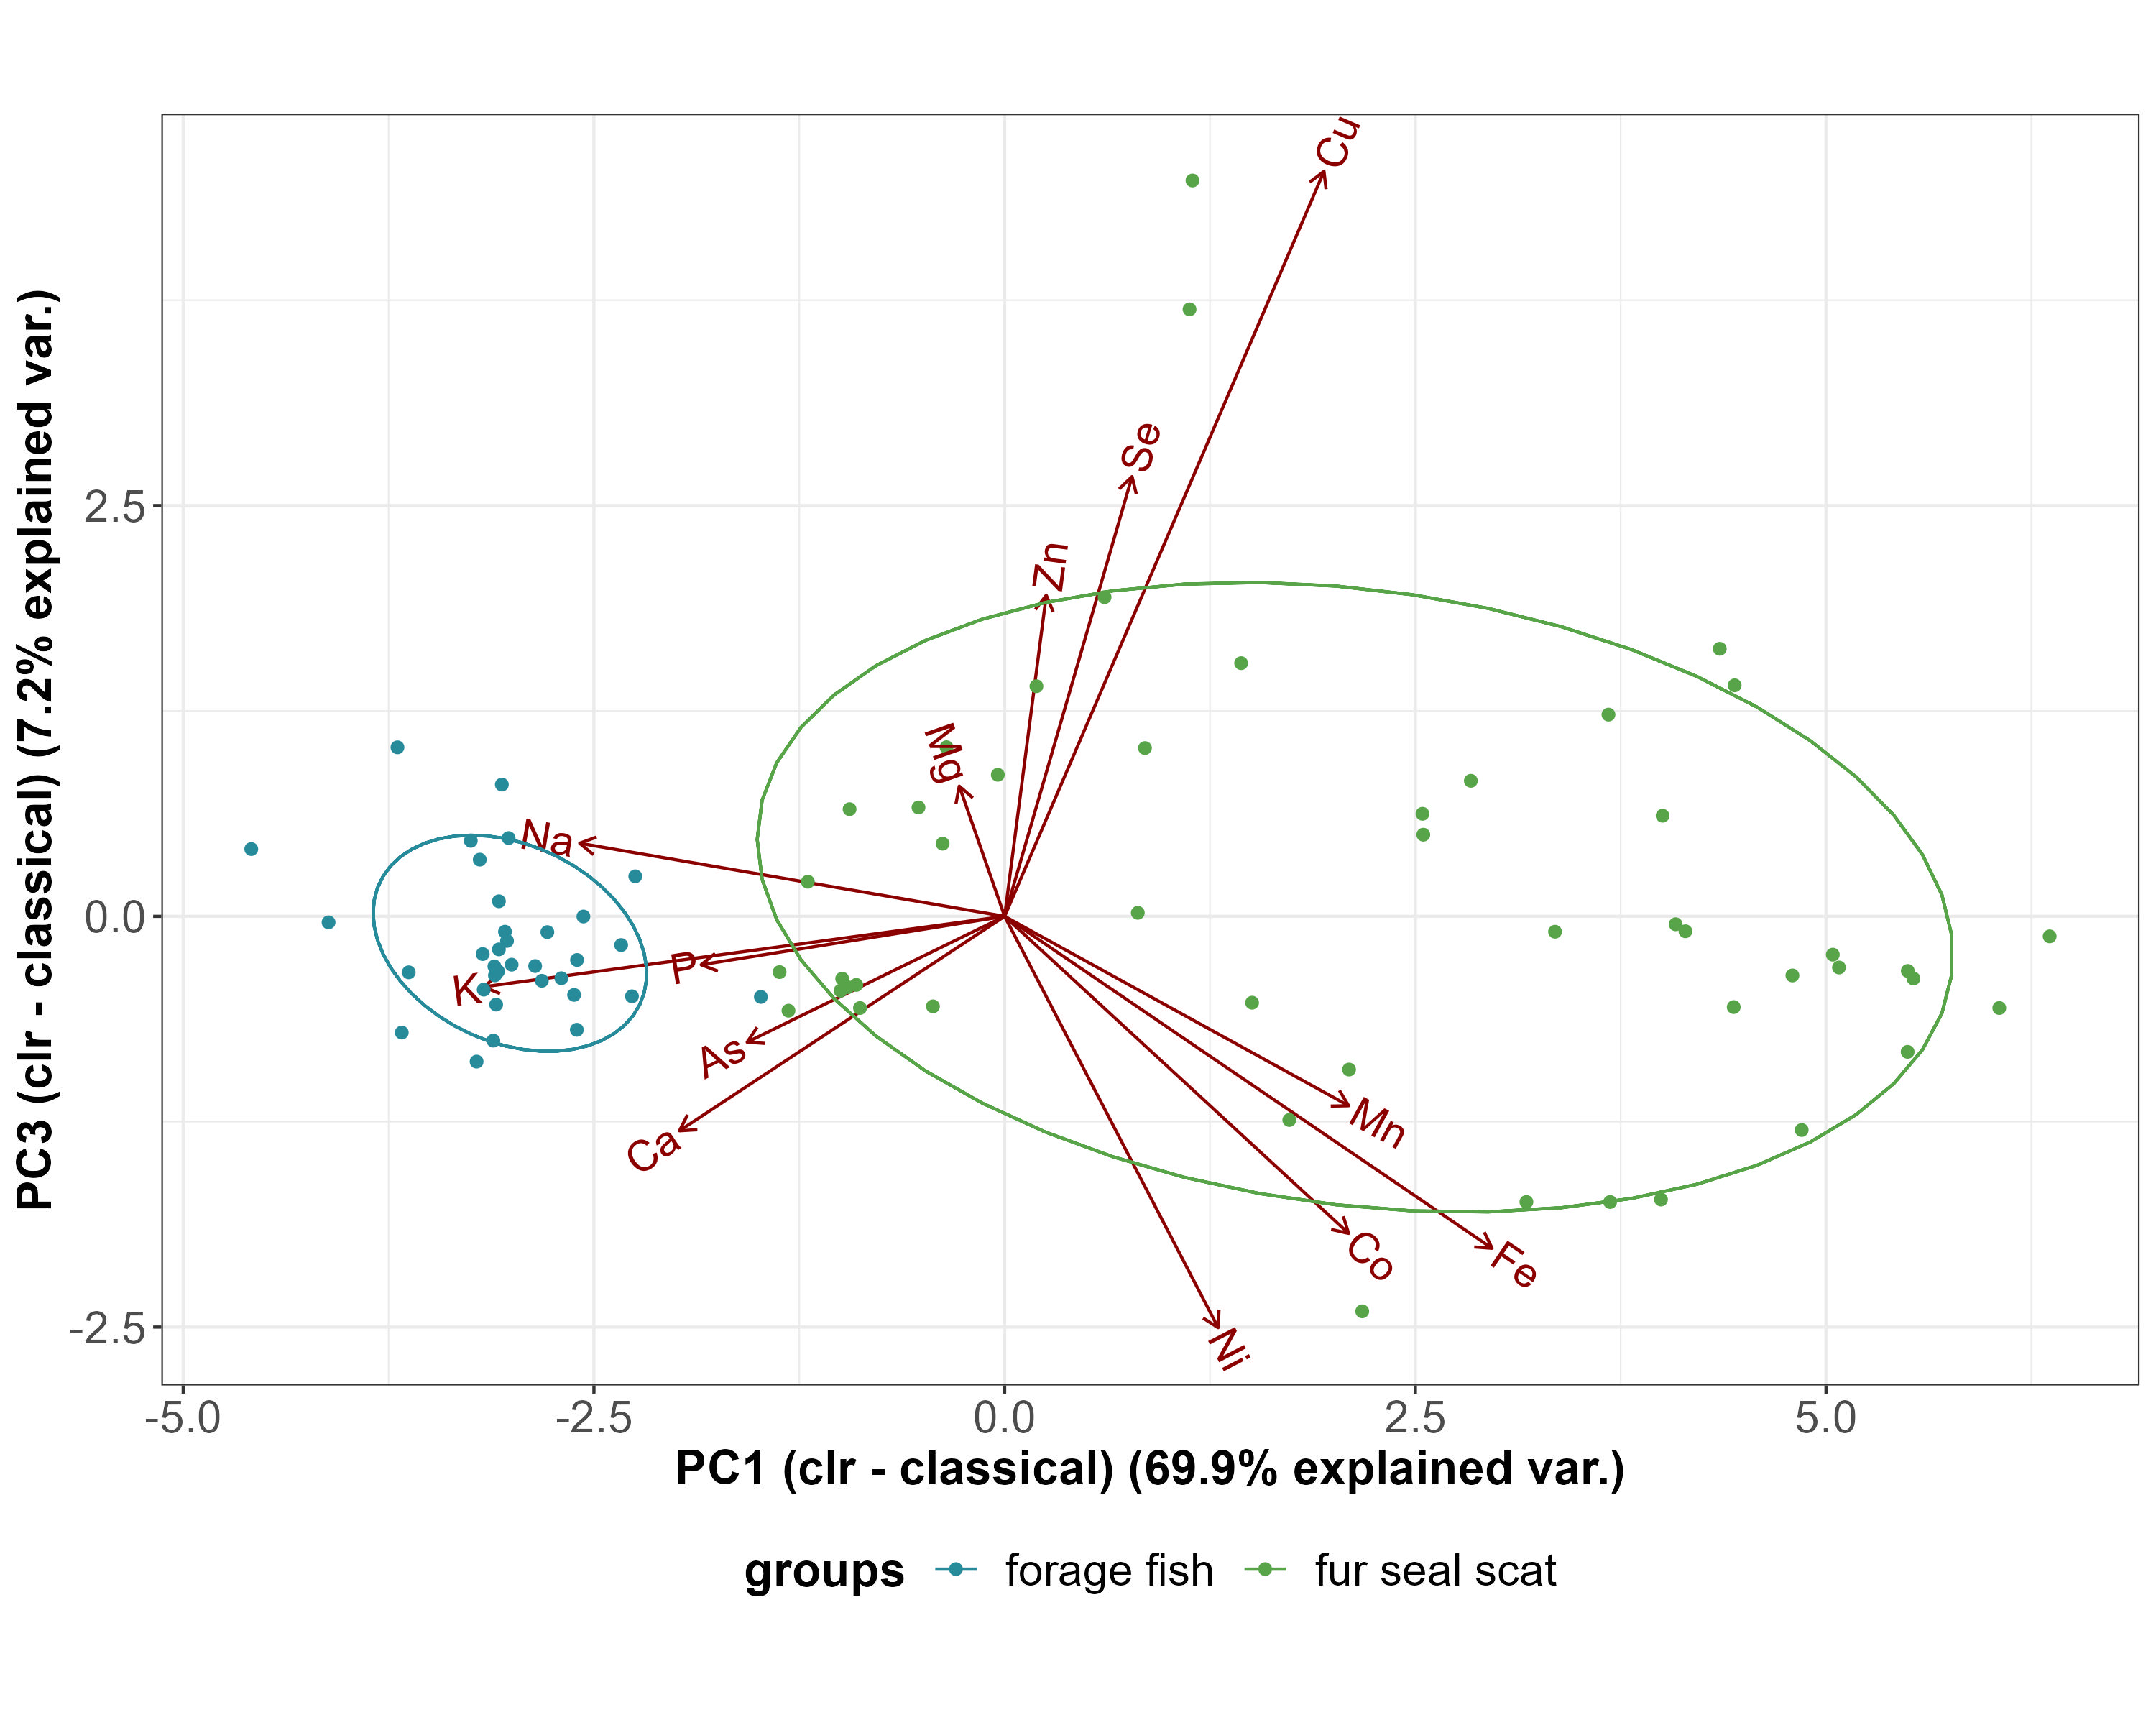 PC3 (clr - classical) (7.2% explained var.)
2.5
0.0
-2.5
Cu
Se
Zn
Mg
Na
P
K
As
Ca
Mn
Co
Fe
Ni
-5.0 -2.5 0.0 2.5 5.0
PC1 (clr - classical) (69.9% explained var.)
groups forage fish fur seal scat